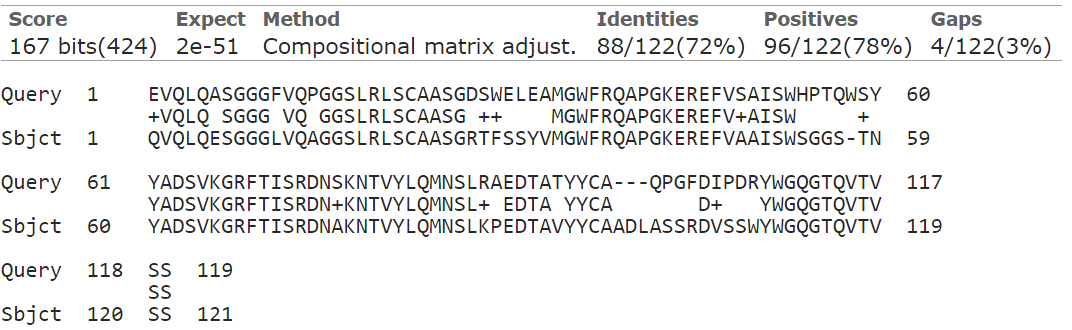 Score Expect Method Identities Positives Gaps
167 bits(424) 2e-51 Compositional matrix adjust. 88/122(72%) 96/122(78%) 4/122(3%)
Query 1 EVQLQASGGGFVQPGGSLRLSCAASGDSWELEAMGWFRQAPGKEREFVSAISWHPTQWSY 60
+VQLQ SGGG VQ GGSLRLSCAASG ++ MGWFRQAPGKEREFV+AISW +
Sbjct 1 QVQLQESGGGLVQAGGSLRLSCAASGRTFSSYVMGWFRQAPGKEREFVAAISWSGGS-TN 59
Query 61 YADSVKGRFTISRDNSKNTVYLQMNSLRAEDTATYYCA---QPGFDIPDRYWGQGTQVTV 117
YADSVKGRFTISRDN+KNTVYLQMNSL+ EDTA YYCA D+ YWGQGTQVTV
Sbjct 60 YADSVKGRFTISRDNAKNTVYLQMNSLKPEDTAVYYCAADLASSRDVSSWYWGQGTQVTV 119
Query 118 SS 119
SS
Sbjct 120 SS 121